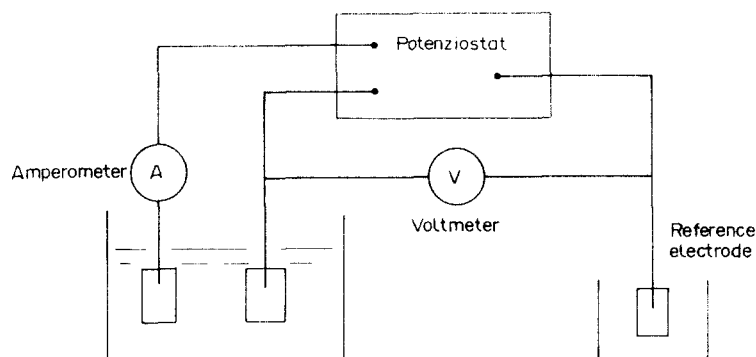 Potenziostat
Amperometer
A
V
Voltmeter
Reference
electrode